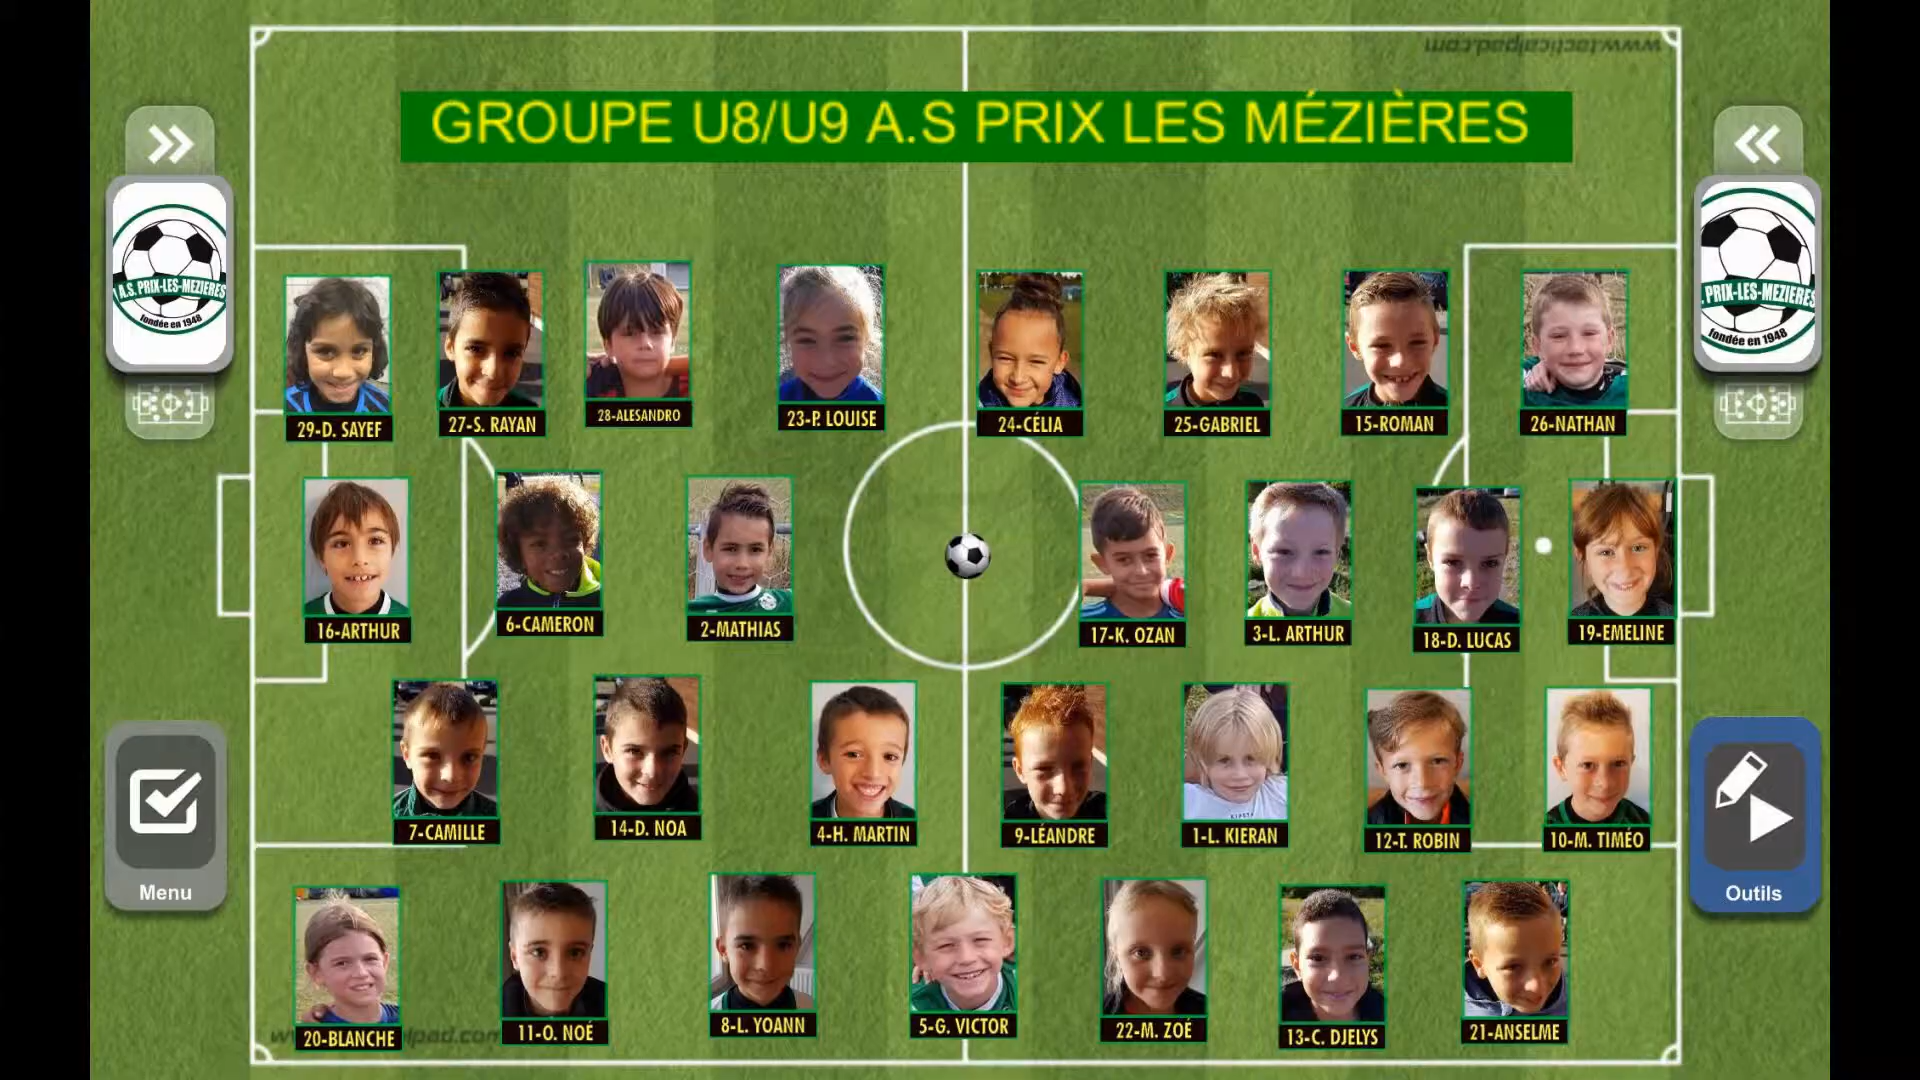 www.tacticalpad.com
GROUPE U8/U9 A.S PRIX LES MÉZIÈRES
A.S. PRIX-LES-MEZIERES
fondée en 1948
PRIX-LES-MEZIERES
fondée en 1948
29-D. SAYEF
27-S. RAYAN
28-ALESANDRO
23-P. LOUISE
24-CÉLIA
25-GABRIEL
15-ROMAN
26-NATHAN
16-ARTHUR
6-CAMERON
2-MATHIAS
17-K. OZAN
3-L. ARTHUR
18-D. LUCAS
19-EMELINE
7-CAMILLE
14-D. NOA
4-H. MARTIN
9-LÉANDRE
1-L. KIERAN
12-T. ROBIN
10-M. TIMÉO
Menu
Outils
20-BLANCHE
11-O. NOÉ
8-L. YOANN
5-G. VICTOR
22-M. ZOÉ
13-C. DJELYS
21-ANSELME